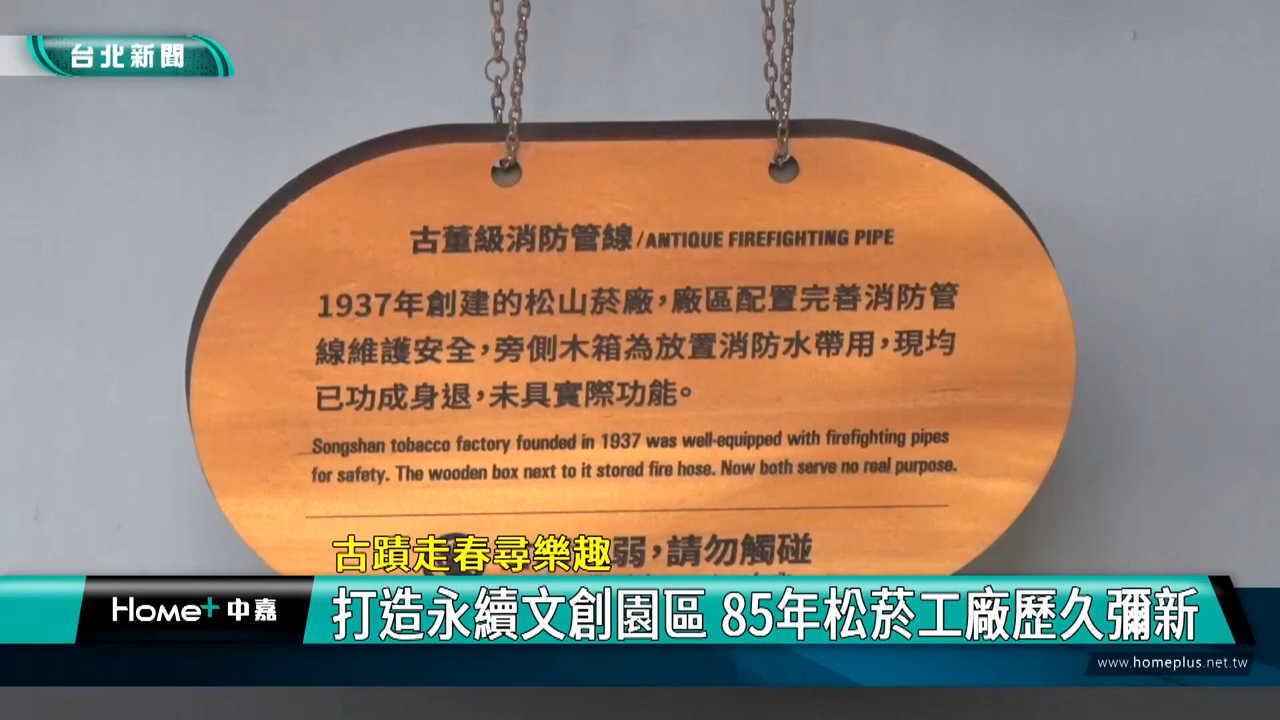 台北新聞
古董級消防管線/ANTIQUE FIREFIGHTING PIPE
1937年創建的松山菸廠,廠區配置完善消防管
線維護安全,旁側木箱為放置消防水帶用,現均
已功成身退,未具實際功能。
Songshan tobacco factory founded in 1937 was well-equipped with firefighting pipes
for safety. The wooden box next to it stored fire hose. Now both serve no real purpose.
弱,請勿觸碰
古蹟走春尋樂趣
Home+中嘉
打造永續文創園區 85年松菸工廠歷久彌新
www.homeplus.net.tw